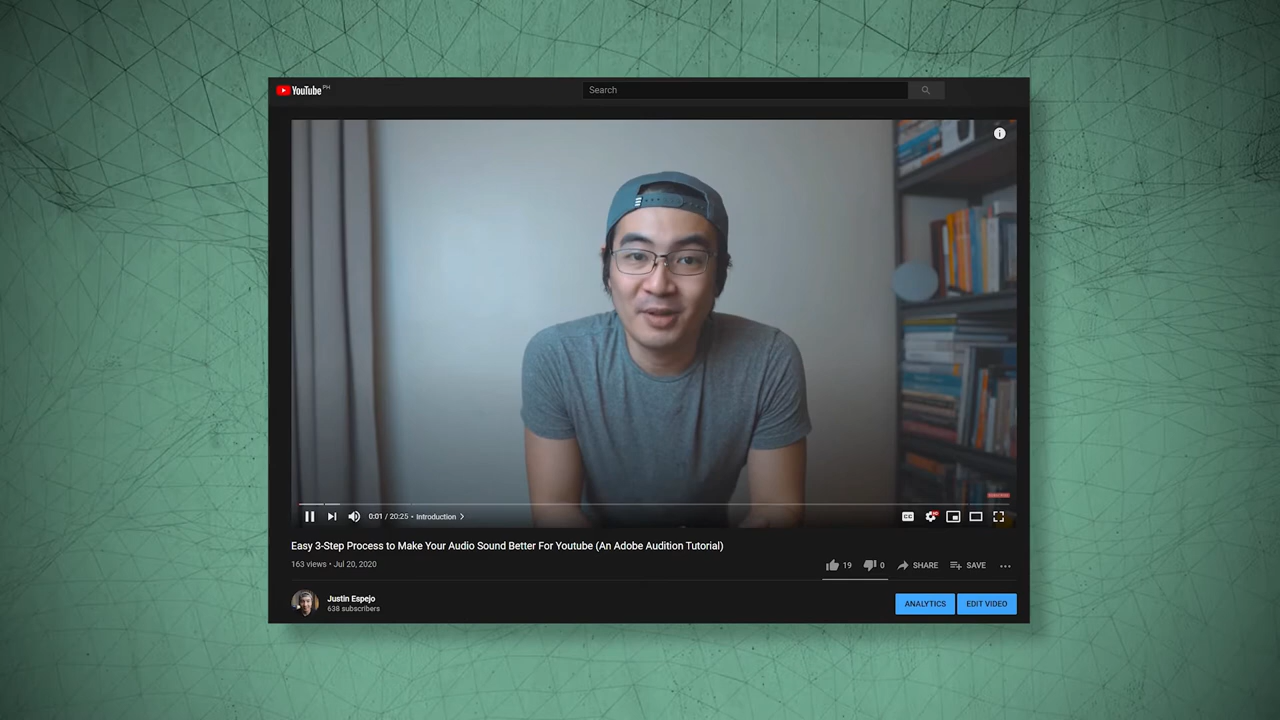 YouTube PH
Search
0:01 / 20:25 • Introduction
CC
HD
Easy 3-Step Process to Make Your Audio Sound Better For Youtube (An Adobe Audition Tutorial)
163 views • Jul 20, 2020
19
0
SHARE
SAVE
Justin Espejo
638 subscribers
ANALYTICS
EDIT VIDEO